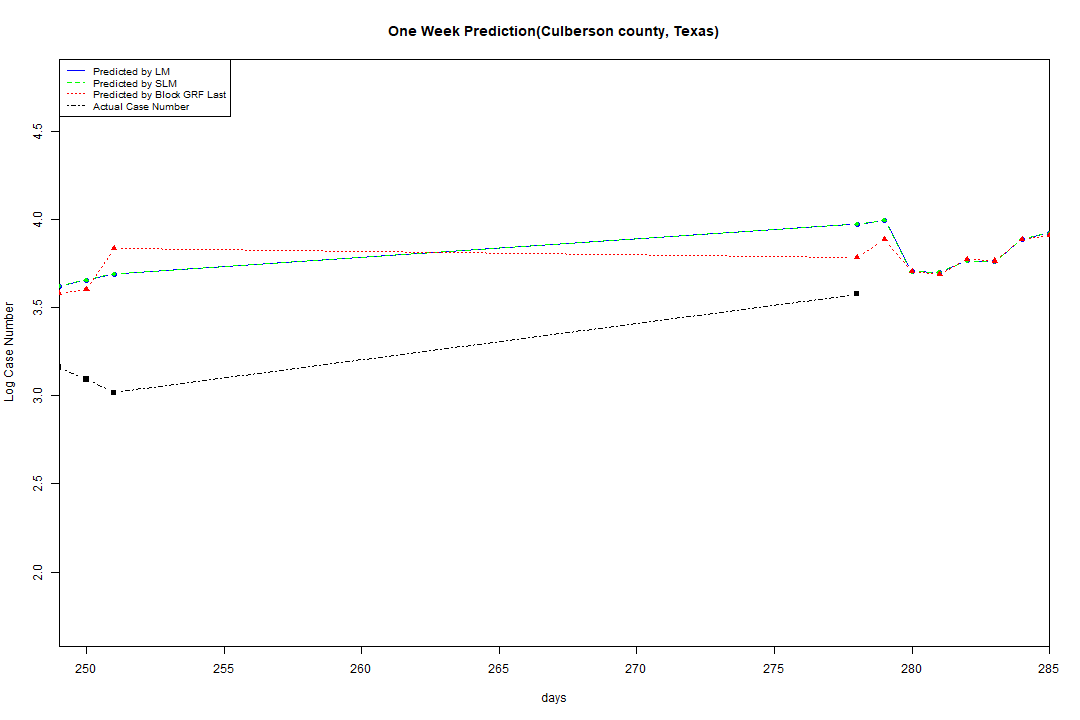 One Week Prediction(Culberson county, Texas)
Predicted by LM
Predicted by SLM
Predicted by Block GRF Last
Actual Case Number
Log Case Number
4.5
4.0
3.5
3.0
2.5
2.0
250 255 260 265 270 275 280 285
days